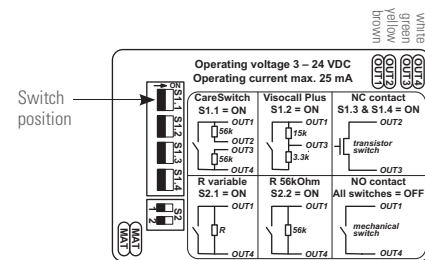 brown
yellow
green
white
OUT1
OUT2
OUT3
OUT4
Operating voltage 3 – 24 VDC
Operating current max. 25 mA
Switch
position
ON
S1.1
S1.2
S1.3
S1.4
1
2
S2
MAT
MAT
CareSwitch
S1.1 = ON
OUT1
56k
OUT2
OUT3
56k
OUT4
Visocall Plus
S1.2 = ON
OUT1
15k
OUT3
3.3k
OUT4
NC contact
S1.3 & S1.4 = ON
OUT2
transistor
switch
OUT3
R variable
S2.1 = ON
OUT1
R
OUT4
R 56kOhm
S2.2 = ON
OUT1
56k
OUT4
NO contact
All switches = OFF
OUT1
mechanical
switch
OUT4